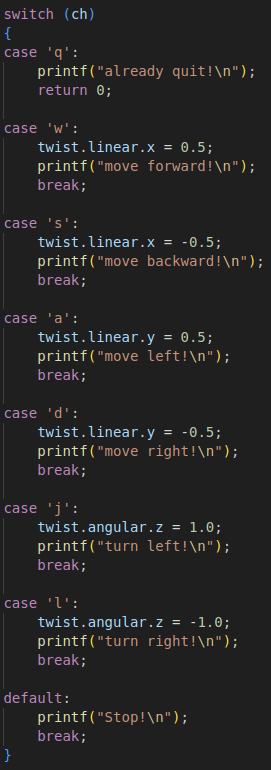 switch (ch)
{
case 'q':
    printf("already quit!\n");
    return 0;

case 'w':
    twist.linear.x = 0.5;
    printf("move forward!\n");
    break;

case 's':
    twist.linear.x = -0.5;
    printf("move backward!\n");
    break;

case 'a':
    twist.linear.y = 0.5;
    printf("move left!\n");
    break;

case 'd':
    twist.linear.y = -0.5;
    printf("move right!\n");
    break;

case 'j':
    twist.angular.z = 1.0;
    printf("turn left!\n");
    break;

case 'l':
    twist.angular.z = -1.0;
    printf("turn right!\n");
    break;

default:
    printf("Stop!\n");
    break;
}